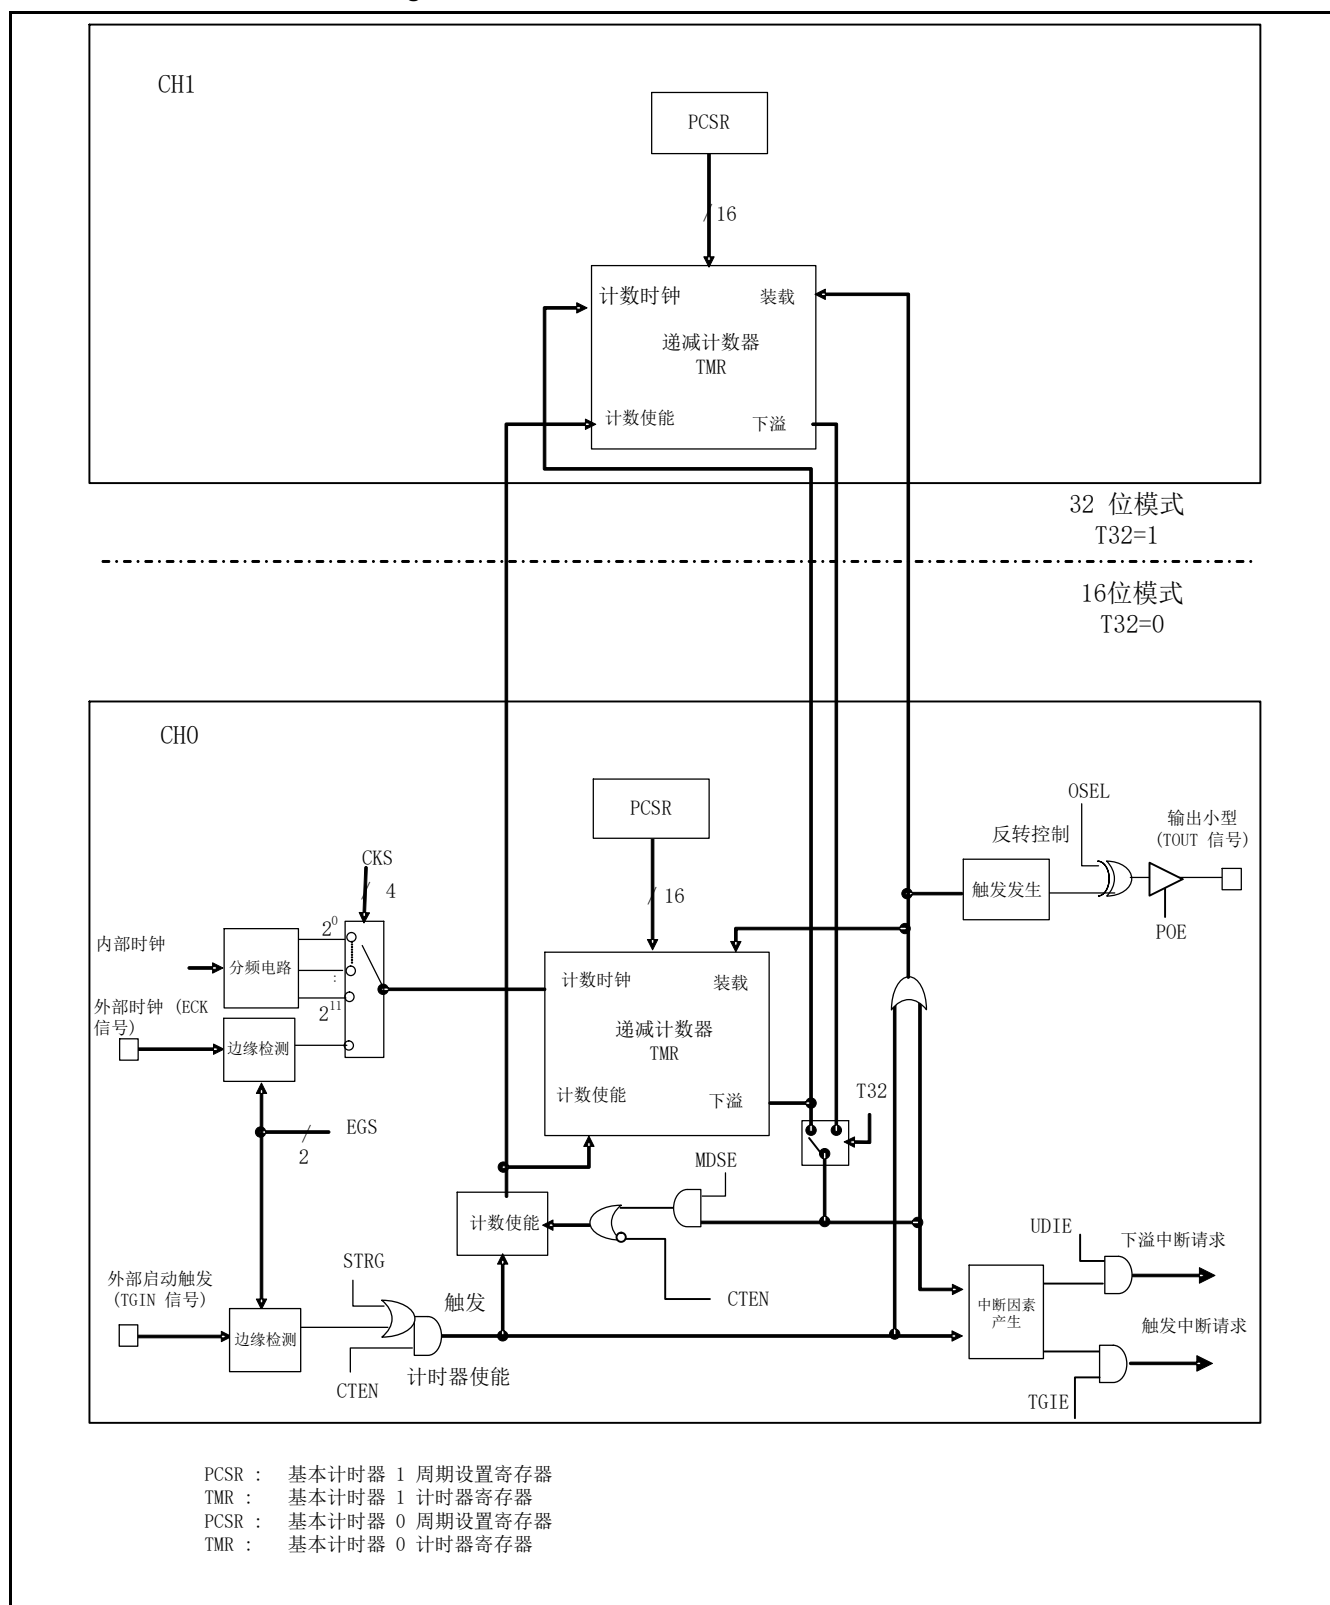 CH1
PCSR
16
计数时钟
装载
递减计数器
TMR
计数使能
下溢
32 位模式
T32=1
16位模式
T32=0
CH0
PCSR
OSEL
输出小型
(TOUT 信号)
反转控制
CKS
4
16
触发发生
2^0
POE
内部时钟
分频电路
:
计数时钟
装载
外部时钟 (ECK
信号)
2^11
递减计数器
TMR
边缘检测
计数使能
下溢
T32
EGS
2
MDSE
计数使能
UDIE
下溢中断请求
STRG
外部启动触发
(TGIN 信号)
触发
CTEN
中断因素
产生
触发中断请求
边缘检测
计时器使能
CTEN
TGIE
PCSR : 基本计时器 1 周期设置寄存器
TMR : 基本计时器 1 计时器寄存器
PCSR : 基本计时器 0 周期设置寄存器
TMR : 基本计时器 0 计时器寄存器